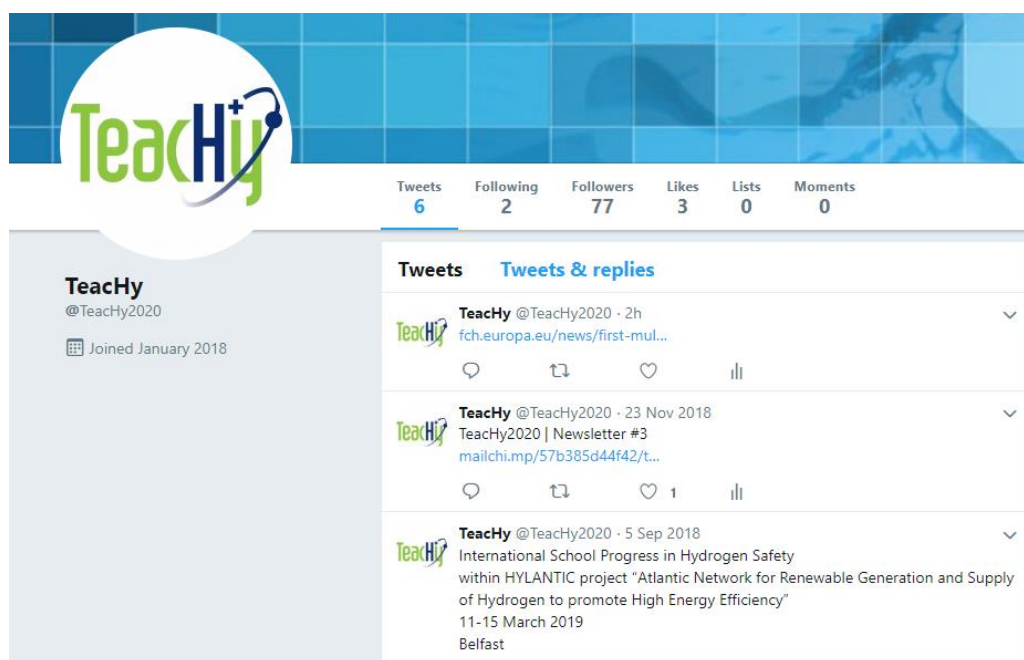 TeacHy
Tweets Following Followers Likes Lists Moments
6 2 77 3 0 0
TeacHy
@TeacHy2020
Joined January 2018
Tweets Tweets & replies
TeacHy
TeacHy @TeacHy2020 · 2h
fch.europa.eu/news/first-mul...
TeacHy
TeacHy @TeacHy2020 · 23 Nov 2018
TeacHy2020 | Newsletter #3
mailchi.mp/57b385d44f42/t...
1
TeacHy
TeacHy @TeacHy2020 · 5 Sep 2018
International School Progress in Hydrogen Safety
within HYLANTIC project “Atlantic Network for Renewable Generation and Supply
of Hydrogen to promote High Energy Efficiency”
11-15 March 2019
Belfast